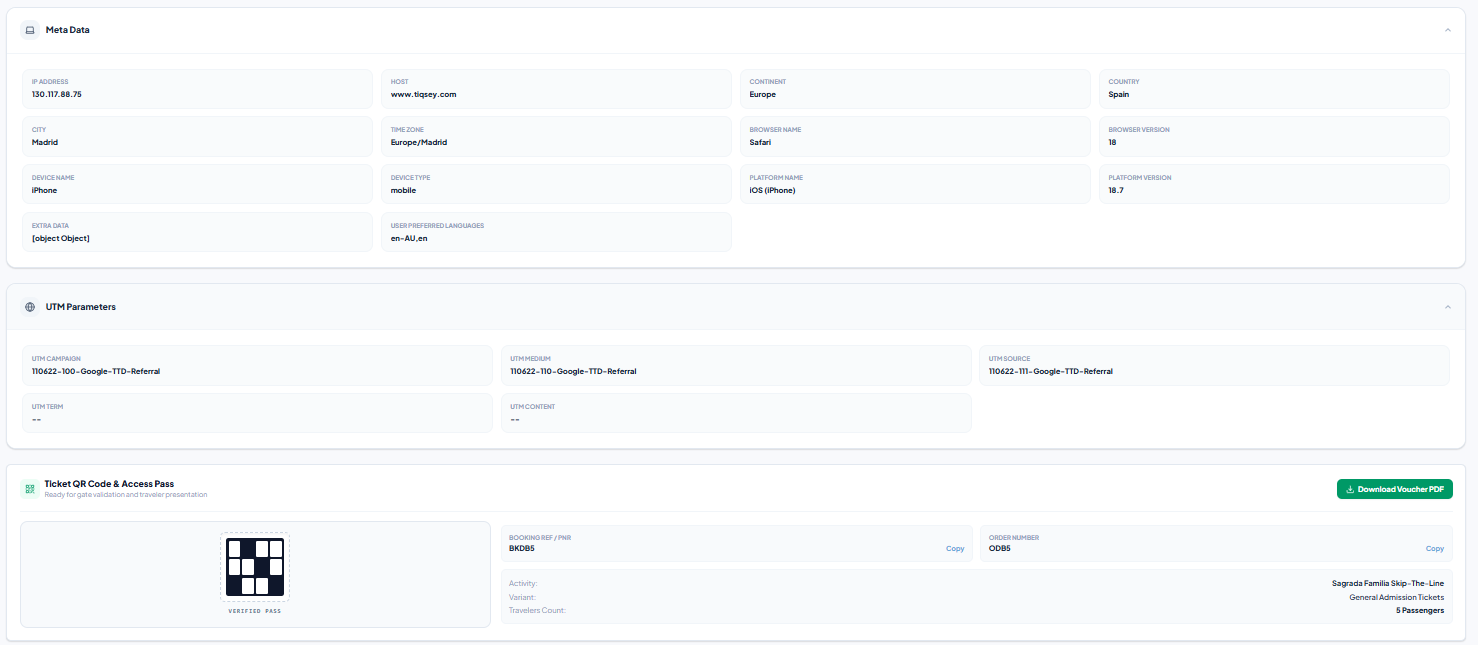 Meta Data
IP ADDRESS
130.117.88.75
HOST
www.tiqsey.com
CONTINENT
Europe
COUNTRY
Spain
CITY
Madrid
TIME ZONE
Europe/Madrid
BROWSER NAME
Safari
BROWSER VERSION
18
DEVICE NAME
iPhone
DEVICE TYPE
mobile
PLATFORM NAME
iOS (iPhone)
PLATFORM VERSION
18.7
EXTRA DATA
[object Object]
USER PREFERRED LANGUAGES
en-AU,en
UTM Parameters
UTM CAMPAIGN
110622-100-Google-TTD-Referral
UTM MEDIUM
110622-110-Google-TTD-Referral
UTM SOURCE
110622-111-Google-TTD-Referral
UTM TERM
--
UTM CONTENT
--
Ticket QR Code & Access Pass
Ready for gate validation and traveler presentation
Download Voucher PDF
VERIFIED PASS
BOOKING REF / PNR
BKDB5
Copy
ORDER NUMBER
ODB5
Copy
Activity:
Sagrada Familia Skip-The-Line
Variant:
General Admission Tickets
Travelers Count:
5 Passengers